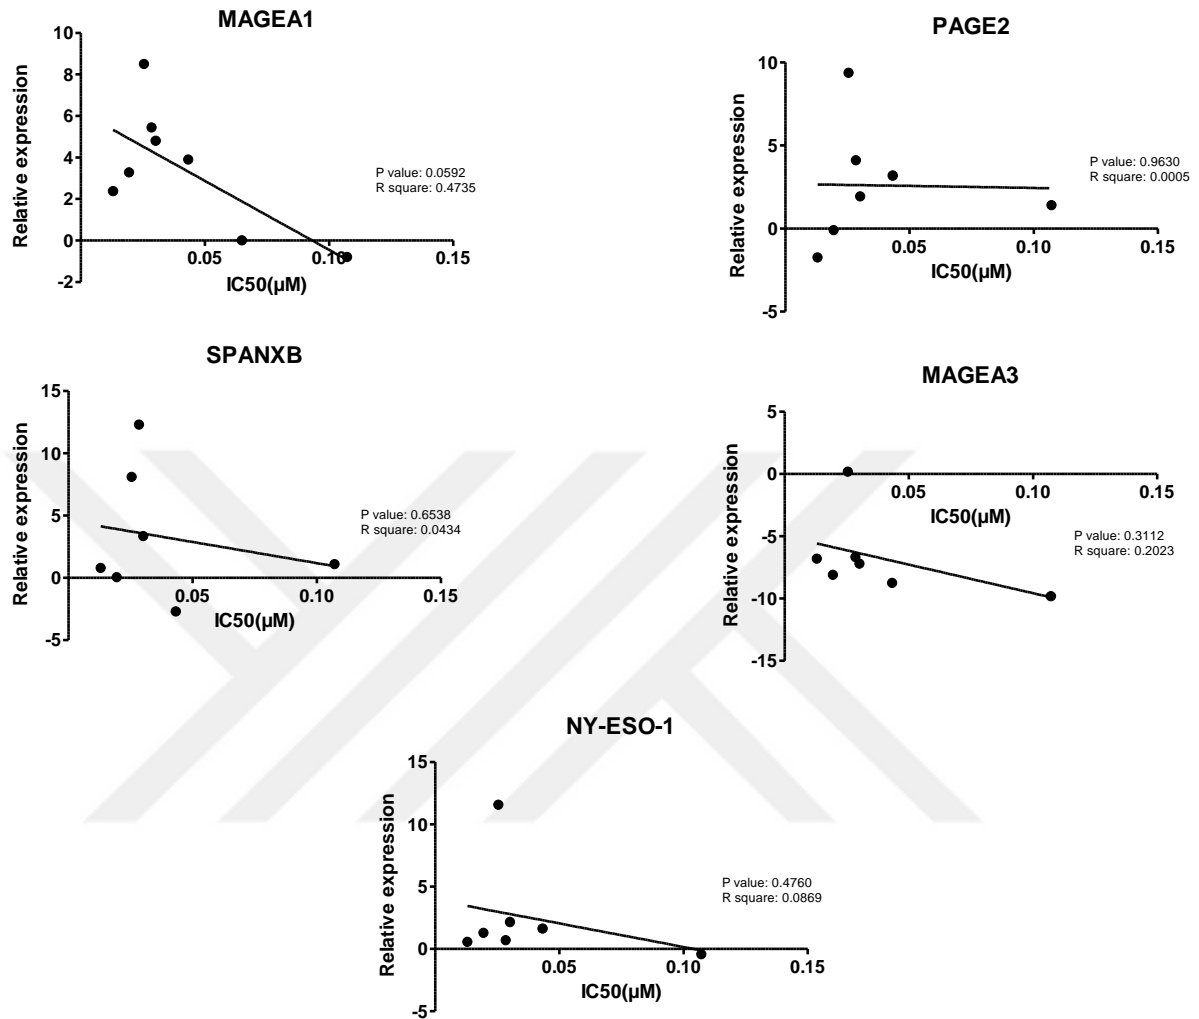 MAGEA1
10
8
6
4
2
0
-2
0.05
0.10
0.15
Relative expression
IC50(µM)
P value: 0.0592
R square: 0.4735
PAGE2
10
5
0
-5
0.05
0.10
0.15
Relative expression
IC50(µM)
P value: 0.9630
R square: 0.0005
SPANXB
15
10
5
0
-5
0.05
0.10
0.15
Relative expression
IC50(µM)
P value: 0.6538
R square: 0.0434
MAGEA3
5
0
-5
-10
-15
0.05
0.10
0.15
Relative expression
IC50(µM)
P value: 0.3112
R square: 0.2023
NY-ESO-1
15
10
5
0
-5
0.05
0.10
0.15
Relative expression
IC50(µM)
P value: 0.4760
R square: 0.0869